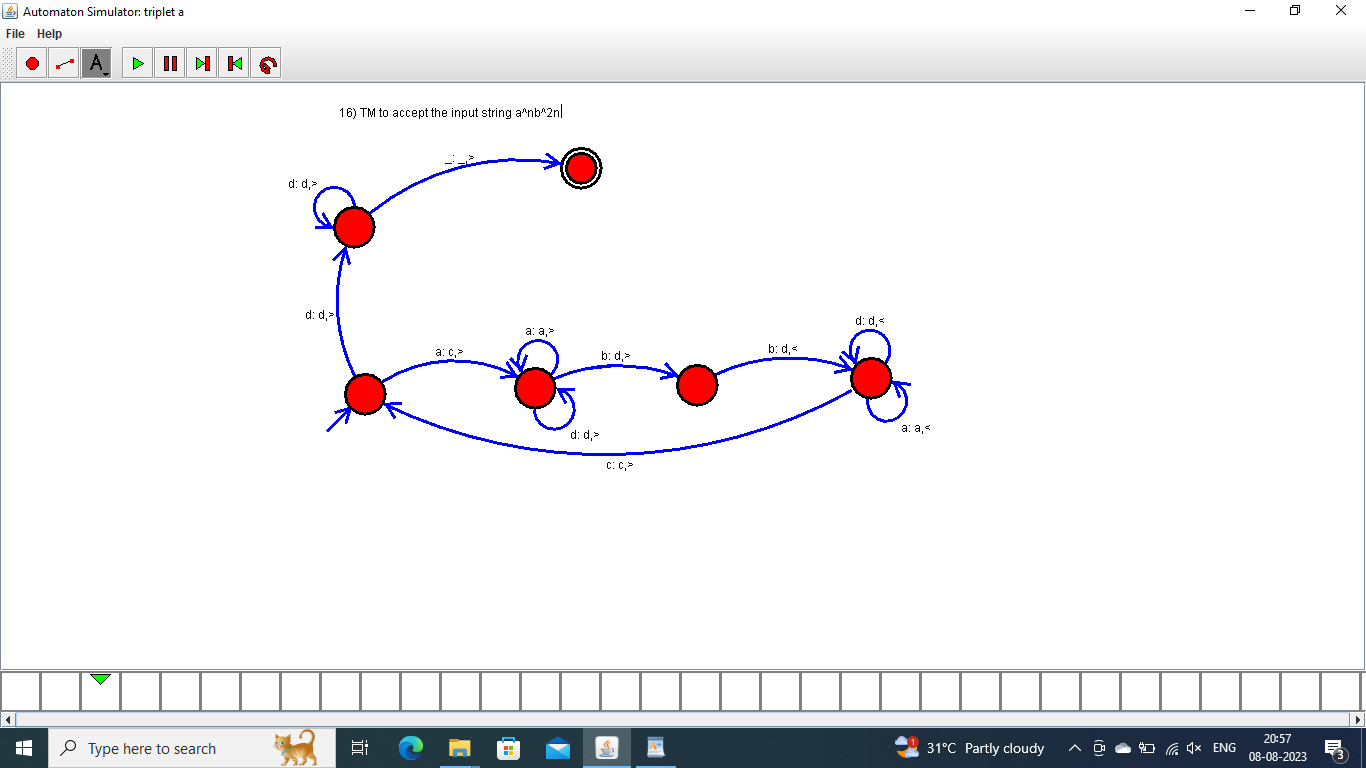 Automaton Simulator: triplet a
File Help
A
16) TM to accept the input string a^nb^2n
_: _,>
d: d,>
d: d,>
a: c,>
a: a,>
b: d,>
d: d,>
b: d,<
d: d,<
a: a,<
c: c,>
Type here to search
1
31°C Partly cloudy
ENG
20:57
08-08-2023
3